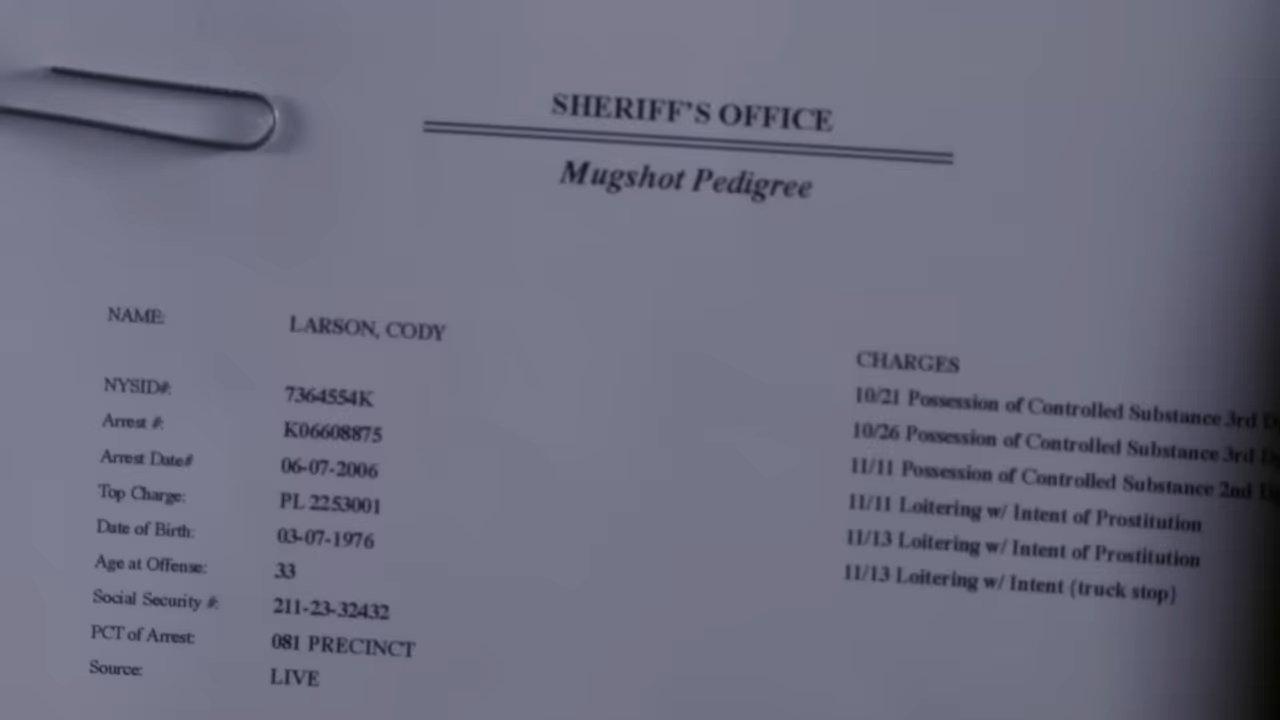 SHERIFF'S OFFICE
Mugshot Pedigree
NAME: LARSON, CODY
NYSID#: 7364554K
Arrest #: K06608875
Arrest Date# 06-07-2006
Top Charge: PL 2253001
Date of Birth: 03-07-1976
Age at Offense: 33
Social Security #: 211-23-32432
PCT of Arrest: 081 PRECINCT
Source: LIVE
CHARGES
10/21 Possession of Controlled Substance 3rd
10/26 Possession of Controlled Substance 3rd
11/11 Possession of Controlled Substance 2nd
11/11 Loitering w/ Intent of Prostitution
11/13 Loitering w/ Intent of Prostitution
11/13 Loitering w/ Intent (truck stop)